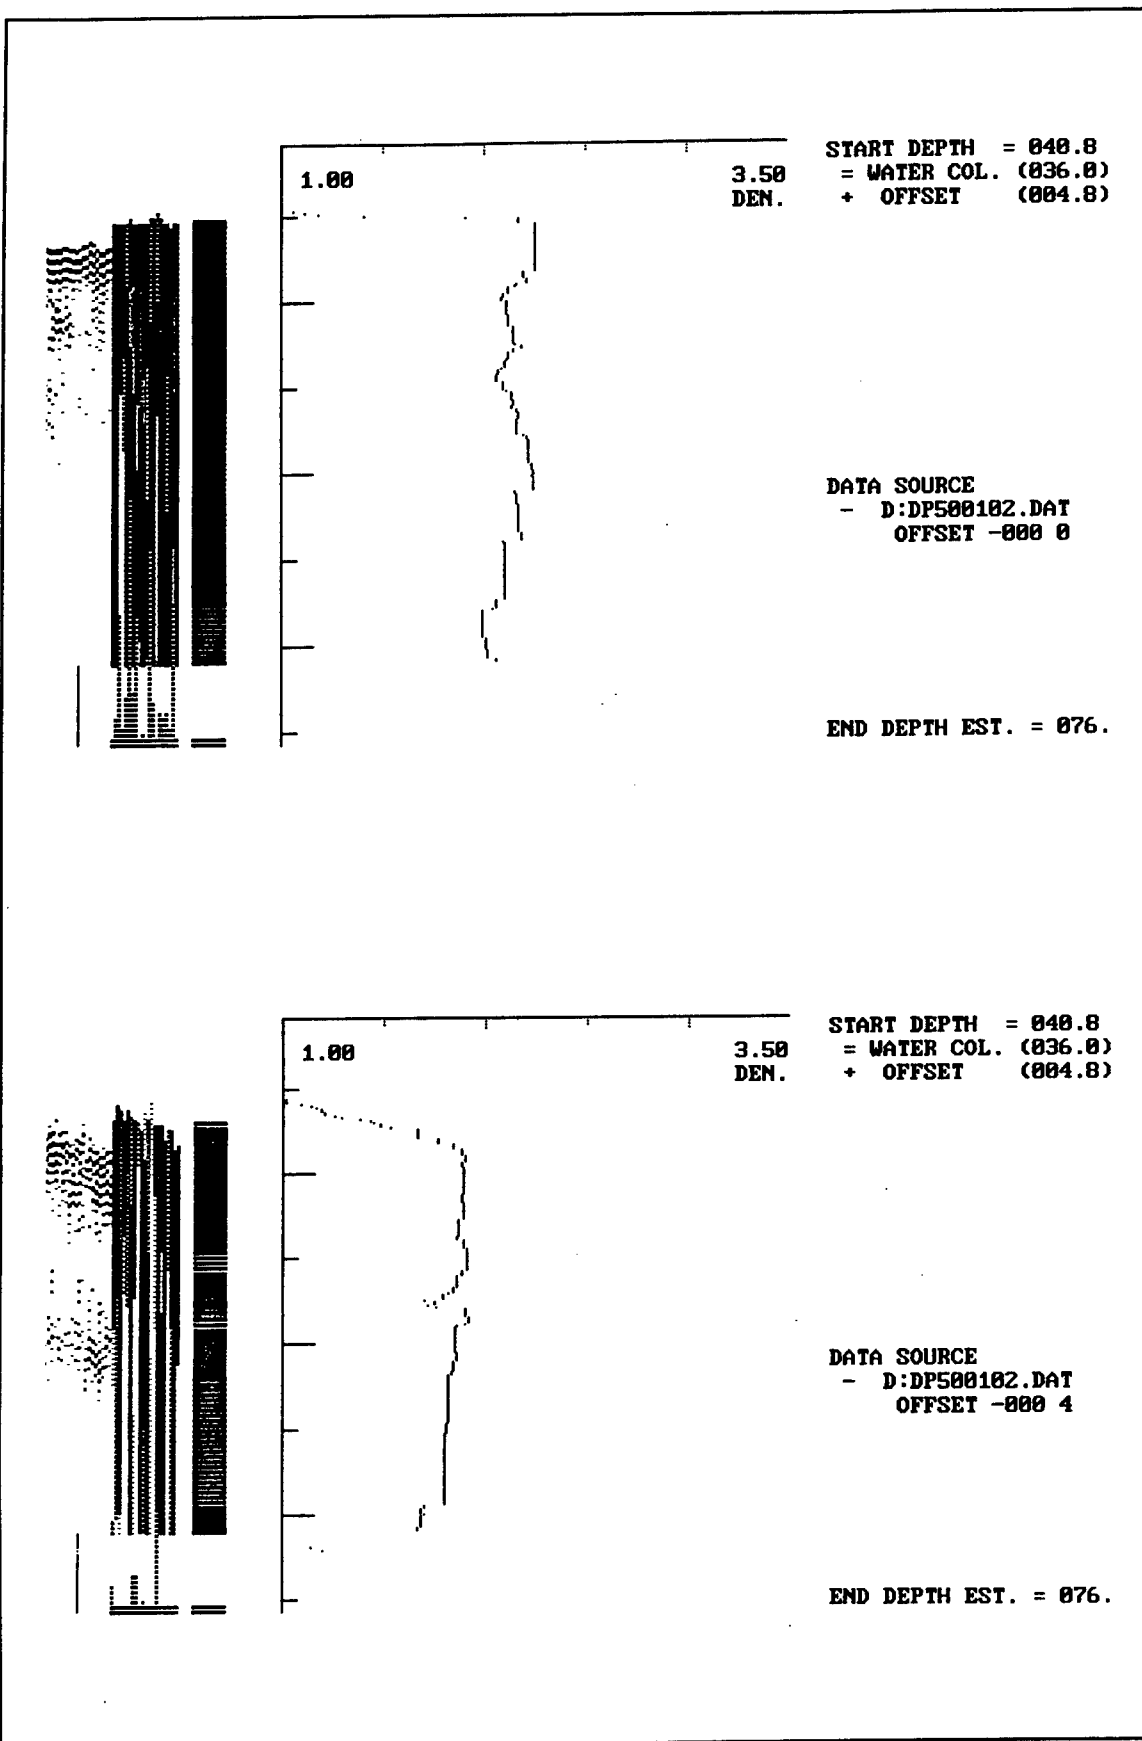 1.00
3.50
DEN.
START DEPTH = 040.8
= WATER COL. (036.0)
+ OFFSET (004.8)
DATA SOURCE
- D:DP500102.DAT
OFFSET -000 0
END DEPTH EST. = 076.
1.00
3.50
DEN.
START DEPTH = 040.8
= WATER COL. (036.0)
+ OFFSET (004.8)
DATA SOURCE
- D:DP500102.DAT
OFFSET -000 4
END DEPTH EST. = 076.